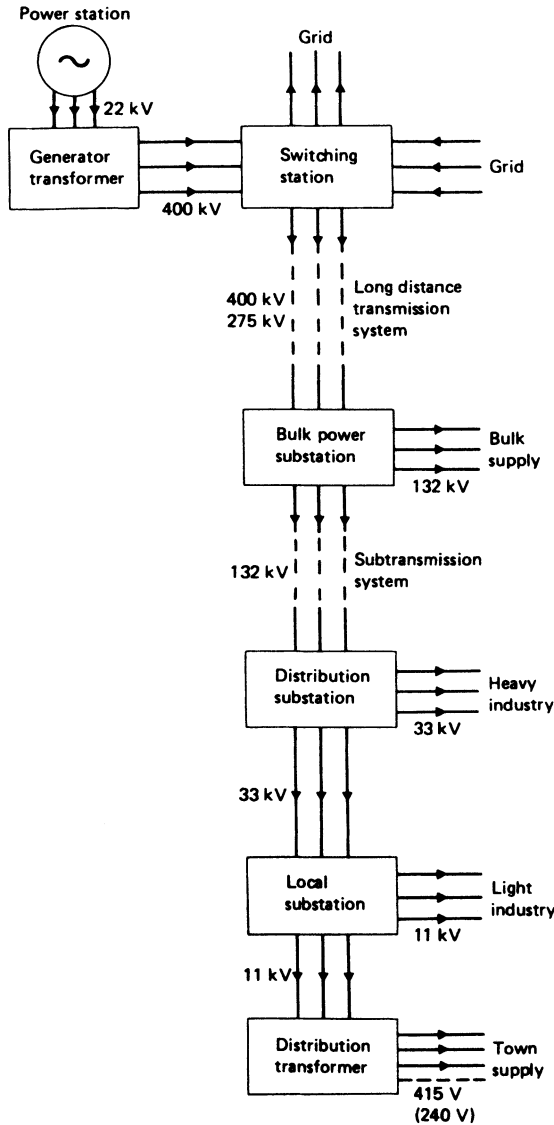 Power station
~
22 kV
Generator
transformer
400 kV
Grid
Switching
station
Grid
400 kV
275 kV
Long distance
transmission
system
Bulk power
substation
Bulk
supply
132 kV
132 kV
Subtransmission
system
Distribution
substation
Heavy
industry
33 kV
33 kV
Local
substation
Light
industry
11 kV
11 kV
Distribution
transformer
Town
supply
415 V
(240 V)